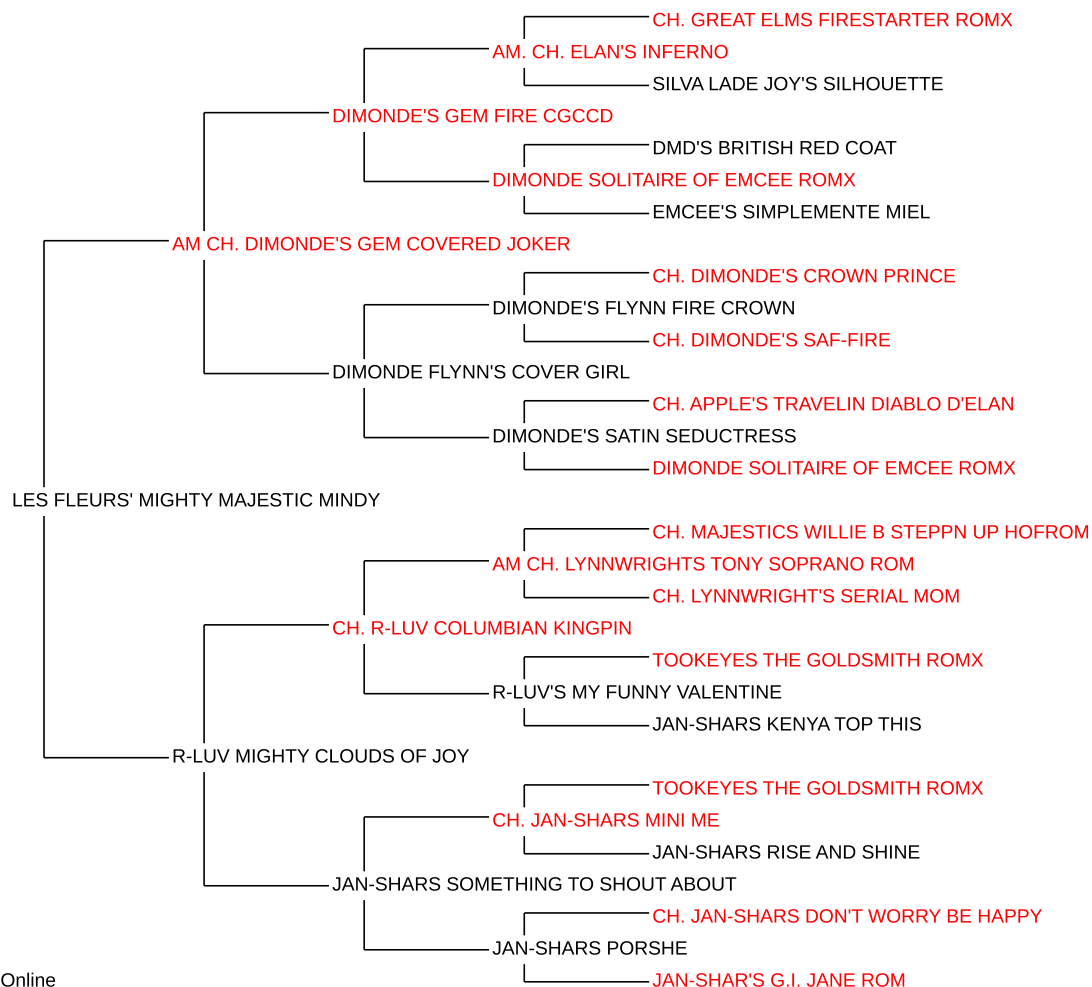 CH. GREAT ELMS FIRESTARTER ROMX
AM. CH. ELAN'S INFERNO
SILVA LADE JOY'S SILHOUETTE
DIMONDE'S GEM FIRE CGCCD
DMD'S BRITISH RED COAT
DIMONDE SOLITAIRE OF EMCEE ROMX
EMCEE'S SIMPLEMENTE MIEL
AM CH. DIMONDE'S GEM COVERED JOKER
CH. DIMONDE'S CROWN PRINCE
DIMONDE'S FLYNN FIRE CROWN
CH. DIMONDE'S SAF-FIRE
DIMONDE FLYNN'S COVER GIRL
CH. APPLE'S TRAVELIN DIABLO D'ELAN
DIMONDE'S SATIN SEDUCTRESS
DIMONDE SOLITAIRE OF EMCEE ROMX
LES FLEURS' MIGHTY MAJESTIC MINDY
CH. MAJESTICS WILLIE B STEPPN UP HOFROM
AM CH. LYNNWRIGHTS TONY SOPRANO ROM
CH. LYNNWRIGHT'S SERIAL MOM
CH. R-LUV COLUMBIAN KINGPIN
TOOKEYES THE GOLDSMITH ROMX
R-LUV'S MY FUNNY VALENTINE
JAN-SHARS KENYA TOP THIS
R-LUV MIGHTY CLOUDS OF JOY
TOOKEYES THE GOLDSMITH ROMX
CH. JAN-SHARS MINI ME
JAN-SHARS RISE AND SHINE
JAN-SHARS SOMETHING TO SHOUT ABOUT
CH. JAN-SHARS DON'T WORRY BE HAPPY
JAN-SHARS PORSHE
JAN-SHAR'S G.I. JANE ROM
Online